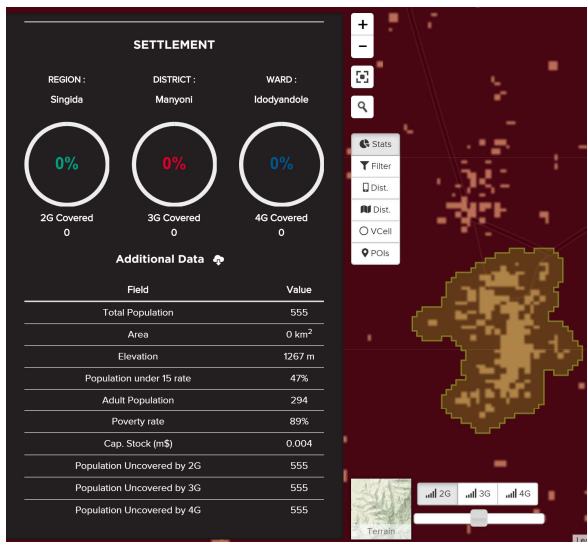 SETTLEMENT
REGION : DISTRICT : WARD :
Singida Manyoni Idodyandole
0% 0% 0%
2G Covered 3G Covered 4G Covered
0 0 0
Additional Data
Field Value
Total Population 555
Area 0 km²
Elevation 1267 m
Population under 15 rate 47%
Adult Population 294
Poverty rate 89%
Cap. Stock (m$) 0.004
Population Uncovered by 2G 555
Population Uncovered by 3G 555
Population Uncovered by 4G 555
+
−
Stats
Filter
Dist.
Dist.
VCell
POIs
2G 3G 4G
Terrain